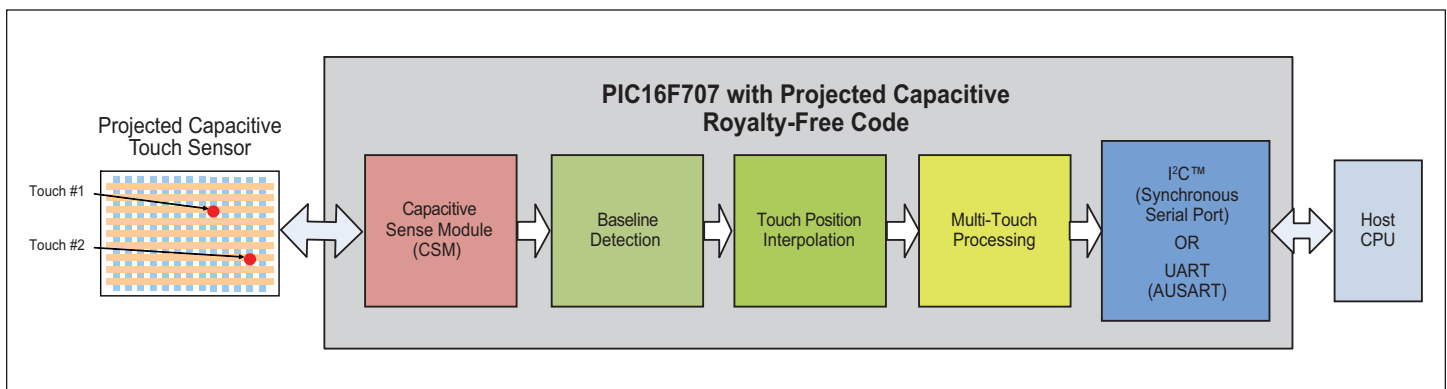 PIC16F707 with Projected Capacitive
Royalty-Free Code
Projected Capacitive
Touch Sensor
Touch #1
Touch #2
Capacitive
Sense Module
(CSM)
Baseline
Detection
Touch Position
Interpolation
Multi-Touch
Processing
I²C™
(Synchronous
Serial Port)
OR
UART
(AUSART)
Host
CPU